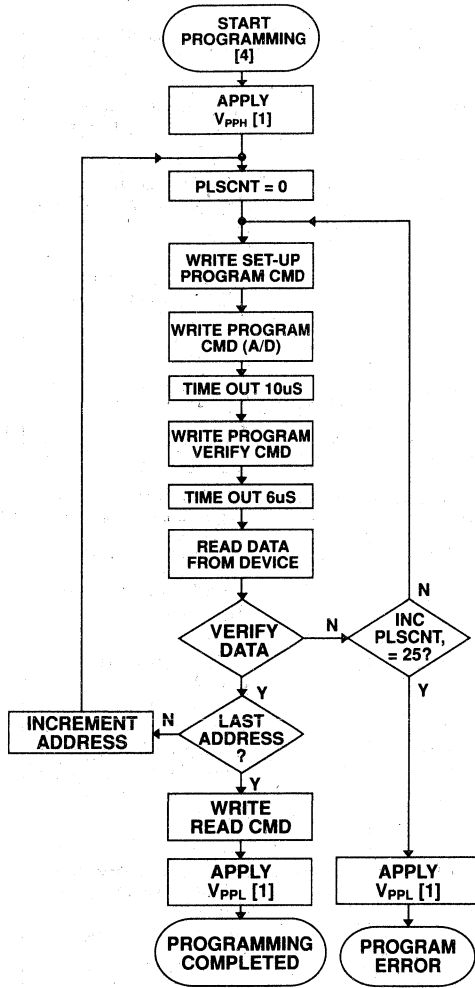 START
PROGRAMMING
[4]
APPLY
VPPH [1]
PLSCNT = 0
WRITE SET-UP
PROGRAM CMD
WRITE PROGRAM
CMD (A/D)
TIME OUT 10uS
WRITE PROGRAM
VERIFY CMD
TIME OUT 6uS
READ DATA
FROM DEVICE
VERIFY
DATA
N
INC
PLSCNT,
= 25?
N
Y
Y
LAST
ADDRESS
?
N
INCREMENT
ADDRESS
Y
WRITE
READ CMD
APPLY
VPPL [1]
PROGRAMMING
COMPLETED
APPLY
VPPL [1]
PROGRAM
ERROR